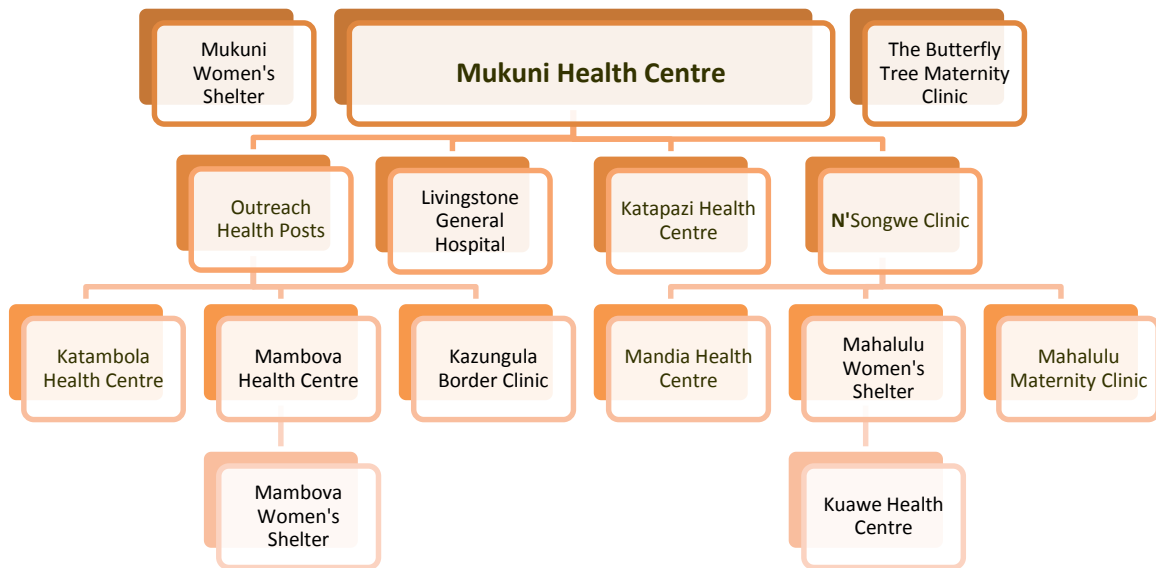 Mukuni
Women's
Shelter
Mukuni Health Centre
The Butterfly
Tree Maternity
Clinic
Outreach
Health Posts
Livingstone
General
Hospital
Katapazi Health
Centre
N'Songwe Clinic
Katambola
Health Centre
Mambova
Health Centre
Kazungula
Border Clinic
Mandia Health
Centre
Mahalulu
Women's
Shelter
Mahalulu
Maternity Clinic
Mambova
Women's
Shelter
Kuawe Health
Centre